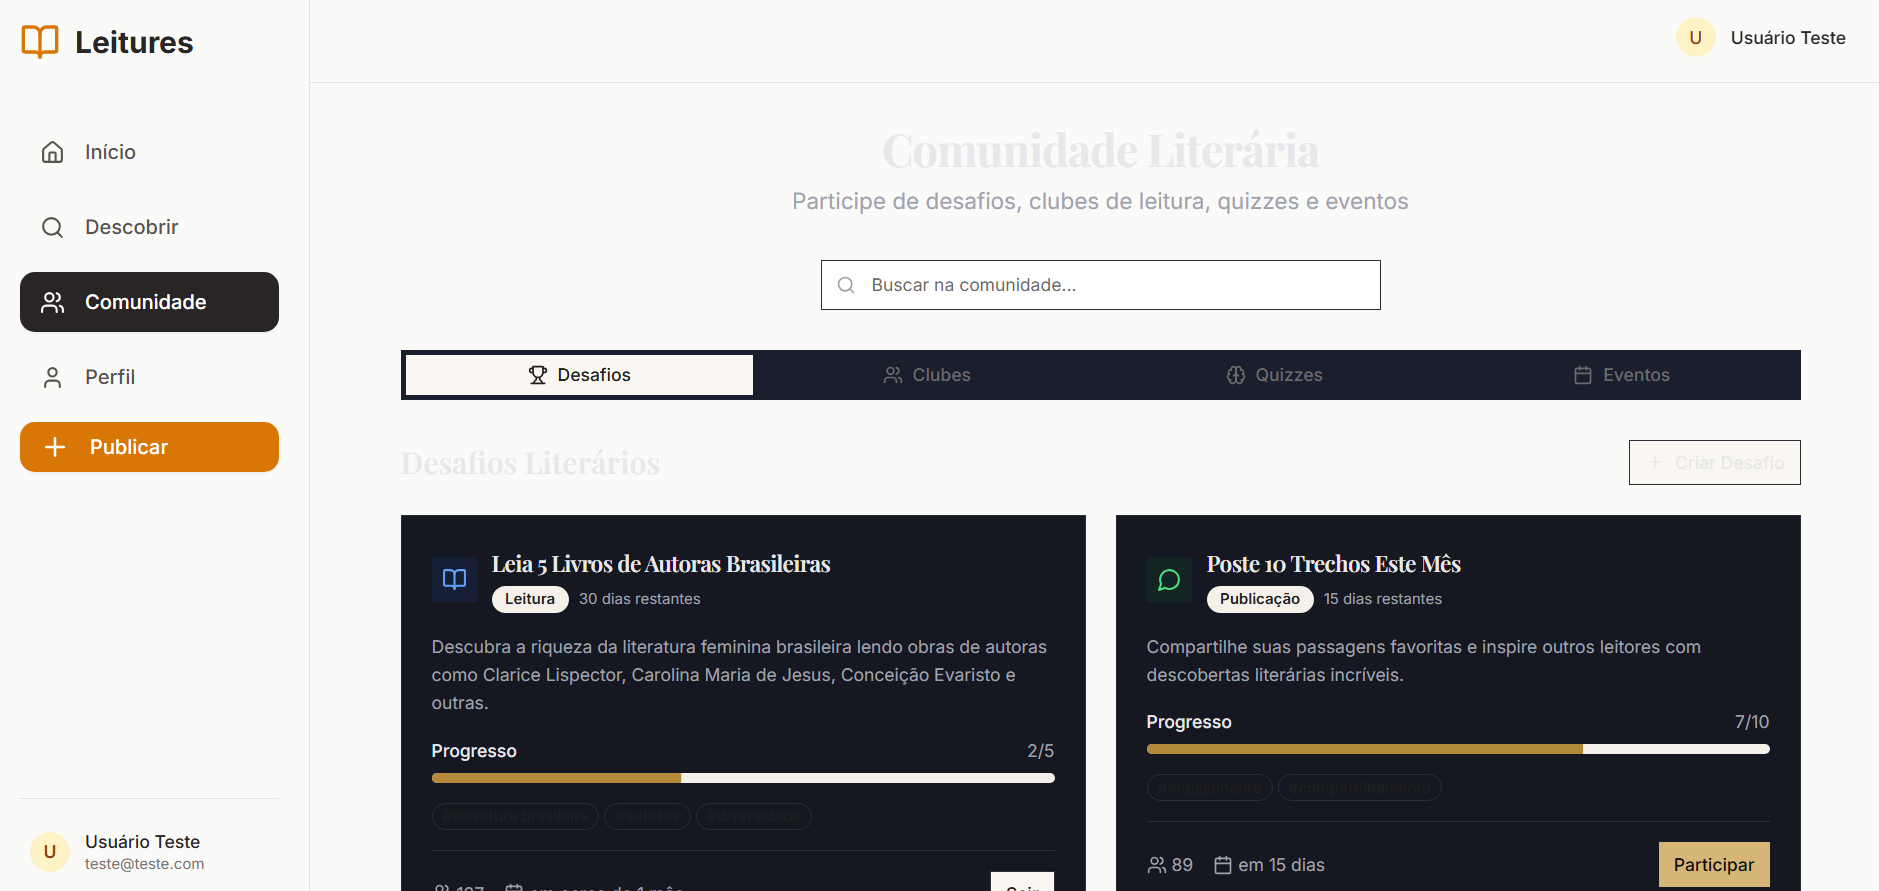 Leitures
Usuário Teste
U
Início
Descobrir
Comunidade
Perfil
Publicar
Usuário Teste
teste@teste.com
U
Comunidade Literária
Participe de desafios, clubes de leitura, quizzes e eventos
Buscar na comunidade...
Desafios Clubes Quizzes Eventos
Desafios Literários
Criar Desafio
Leia 5 Livros de Autoras Brasileiras
Leitura 30 dias restantes
Descubra a riqueza da literatura feminina brasileira lendo obras de autoras
como Clarice Lispector, Carolina Maria de Jesus, Conceição Evaristo e
outras.
Progresso 2/5
#literatura brasileira #autoras #diversidade
Poste 10 Trechos Este Mês
Publicação 15 dias restantes
Compartilhe suas passagens favoritas e inspire outros leitores com
descobertas literárias incríveis.
Progresso 7/10
#engajamento #compartilhamento
89 em 15 dias
Participar